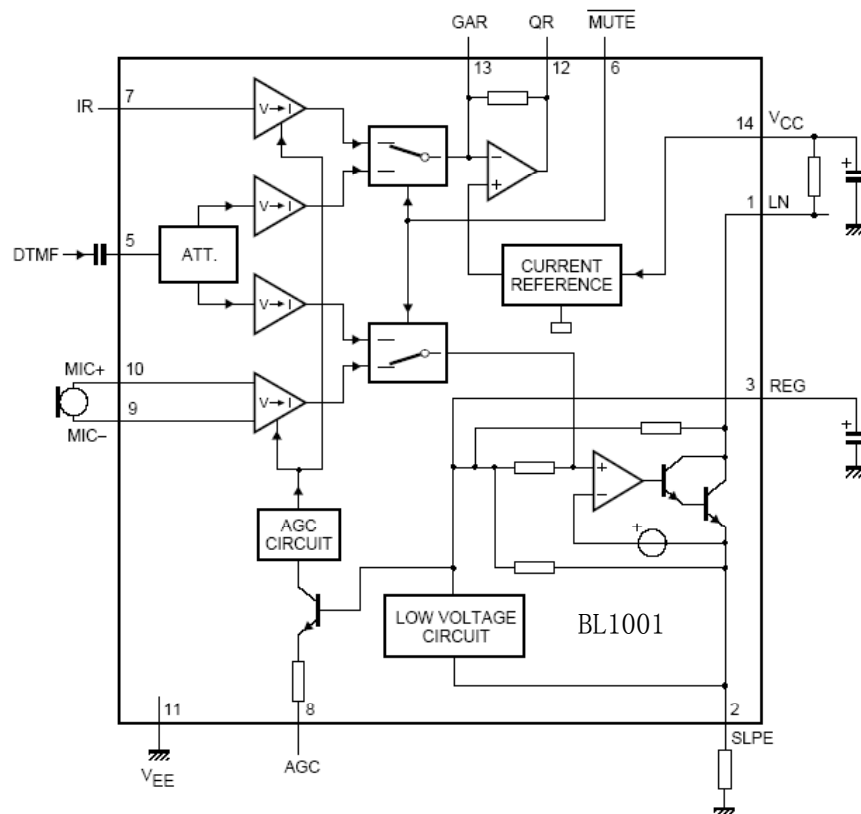 GAR QR MUTE
13 12 6
IR 7
V→I
14 VCC
V→I
1 LN
DTMF 5 ATT.
CURRENT
REFERENCE
V→I
3 REG
MIC+ 10
V→I
9
MIC–
AGC
CIRCUIT
LOW VOLTAGE
CIRCUIT
BL1001
11 8 2
SLPE
VEE AGC